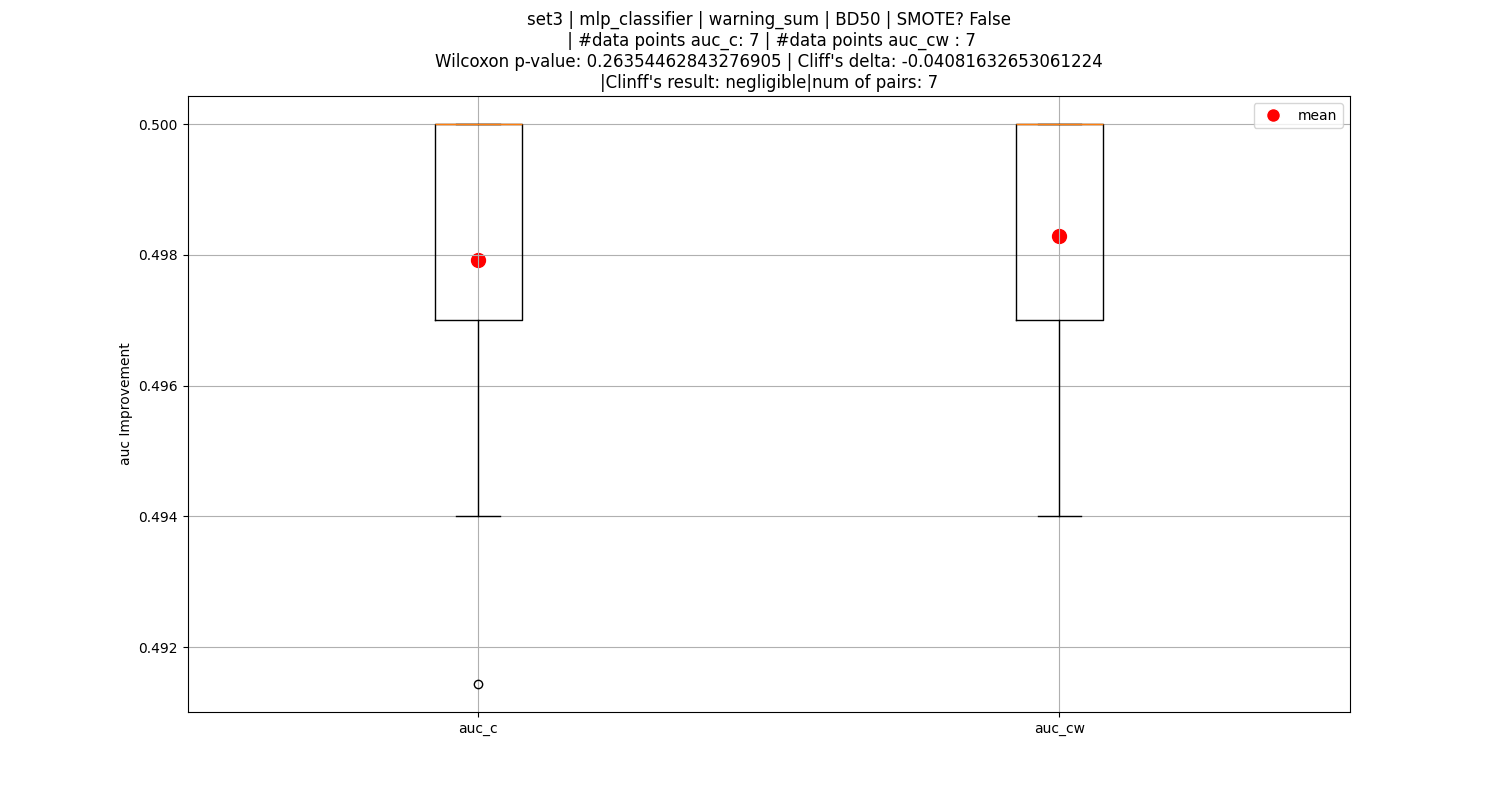 set3 | mlp_classifier | warning_sum | BD50 | SMOTE? False
| #data points auc_c: 7 | #data points auc_cw : 7
Wilcoxon p-value: 0.26354462843276905 | Cliff's delta: -0.04081632653061224
|Clinff's result: negligible|num of pairs: 7
mean
0.500
0.498
0.496
0.494
0.492
auc Improvement
auc_c
auc_cw